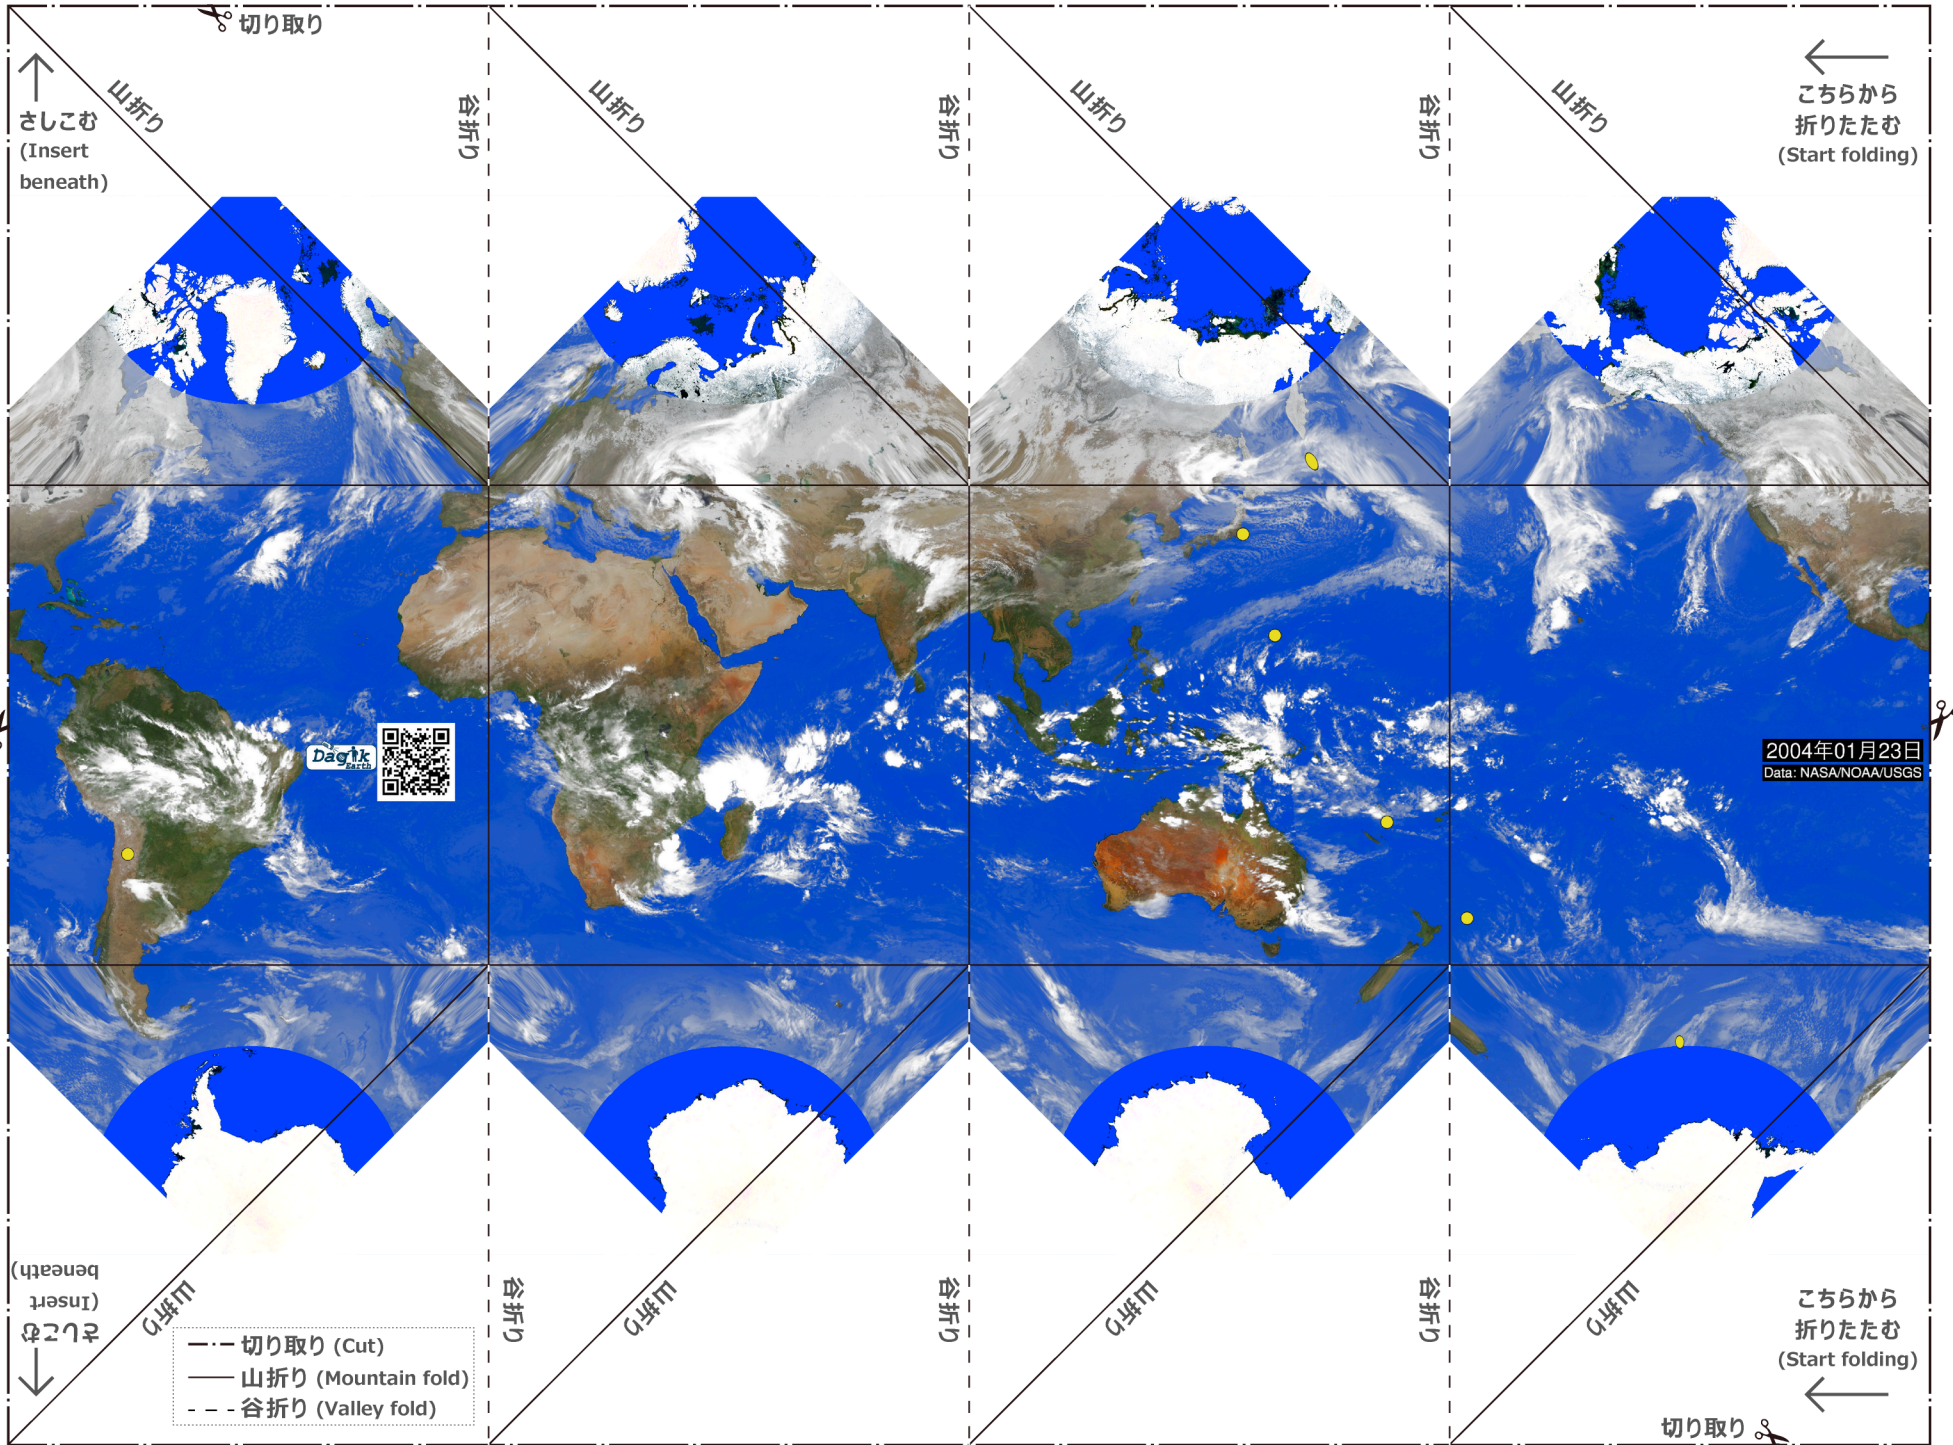 切り取り
山折り
山折り
山折り
山折り
谷折り
谷折り
谷折り
さしこむ
(Insert
beneath)
こちらから
折りたたむ
(Start folding)
Dagik
Earth
2004年01月23日
Data: NASA/NOAA/USGS
さしこむ
(Insert
beneath)
山折り
山折り
山折り
山折り
谷折り
谷折り
谷折り
こちらから
折りたたむ
(Start folding)
切り取り (Cut)
山折り (Mountain fold)
谷折り (Valley fold)
切り取り